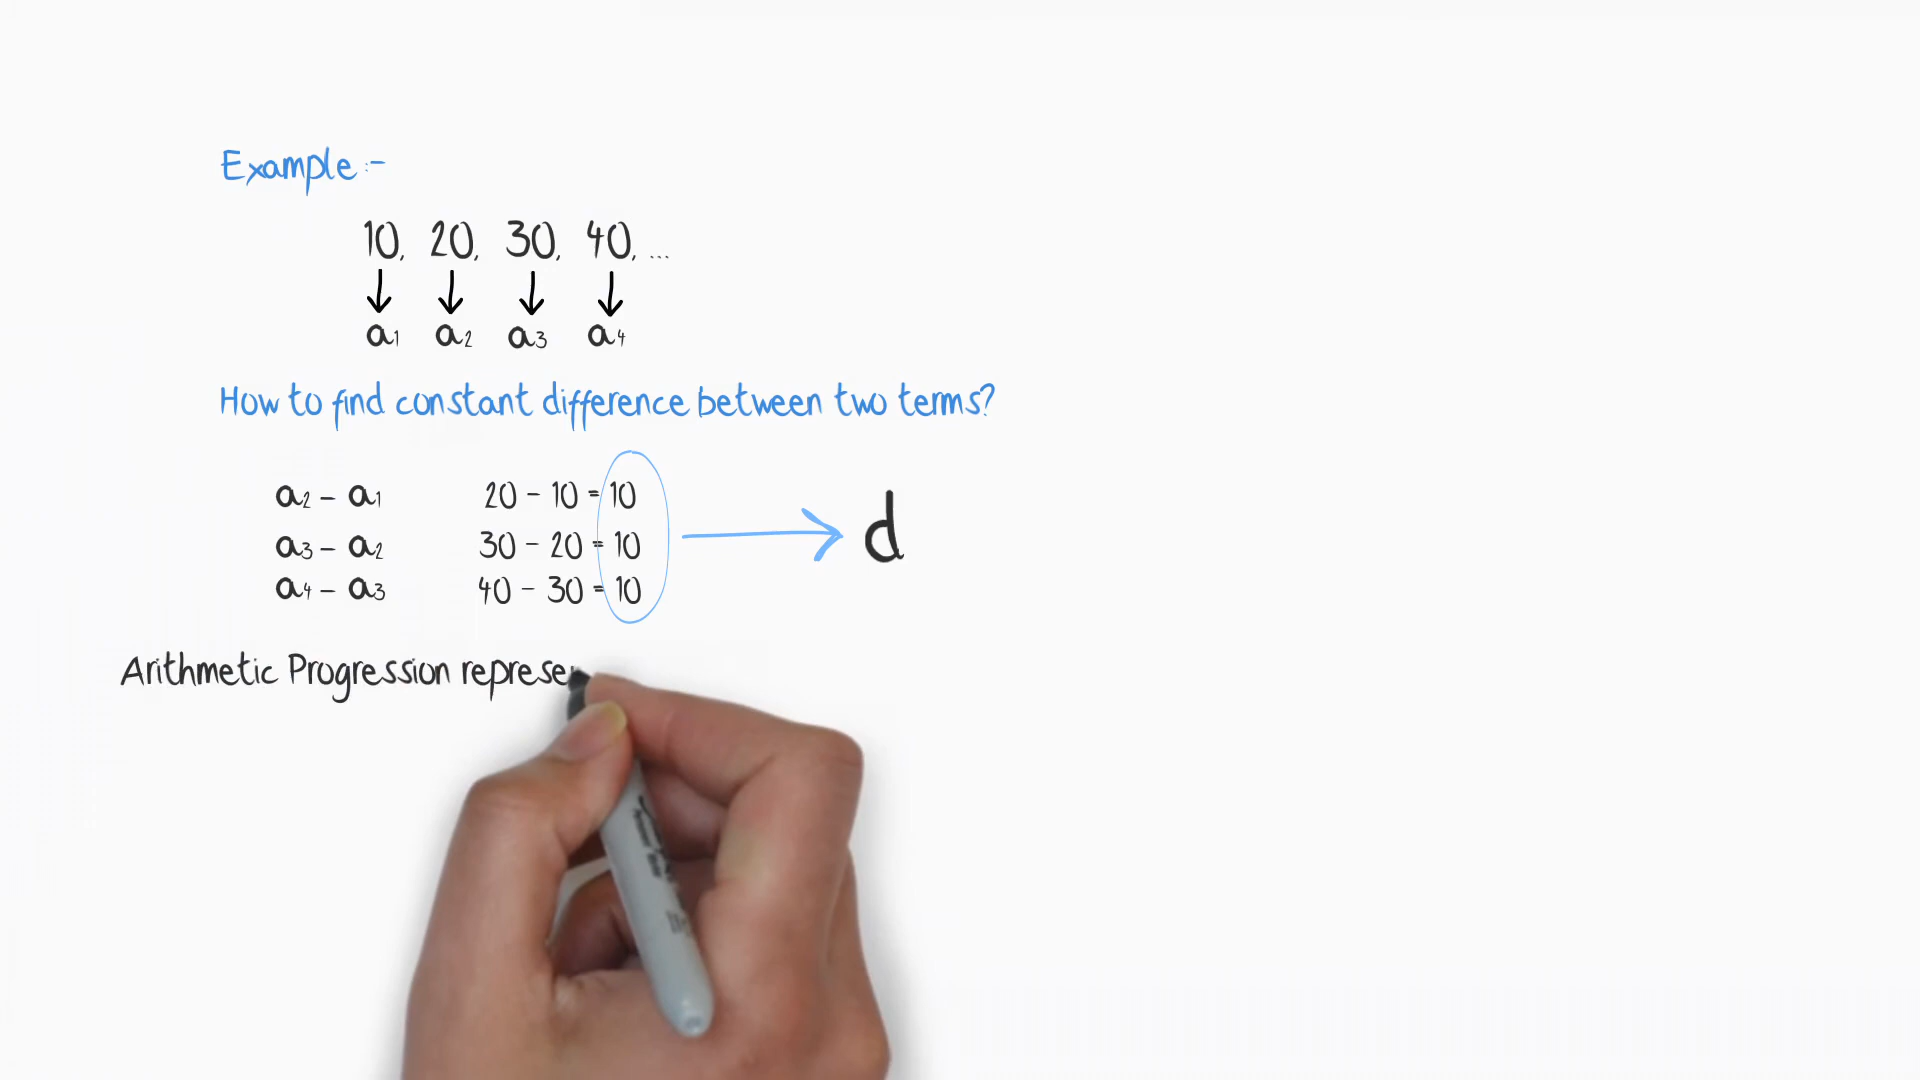 Example :-
10, 20, 30, 40, ...
a1 a2 a3 a4
How to find constant difference between two terms?
a2 - a1 20 - 10 = 10
a3 - a2 30 - 20 = 10
a4 - a3 40 - 30 = 10
d
Arithmetic Progression represe